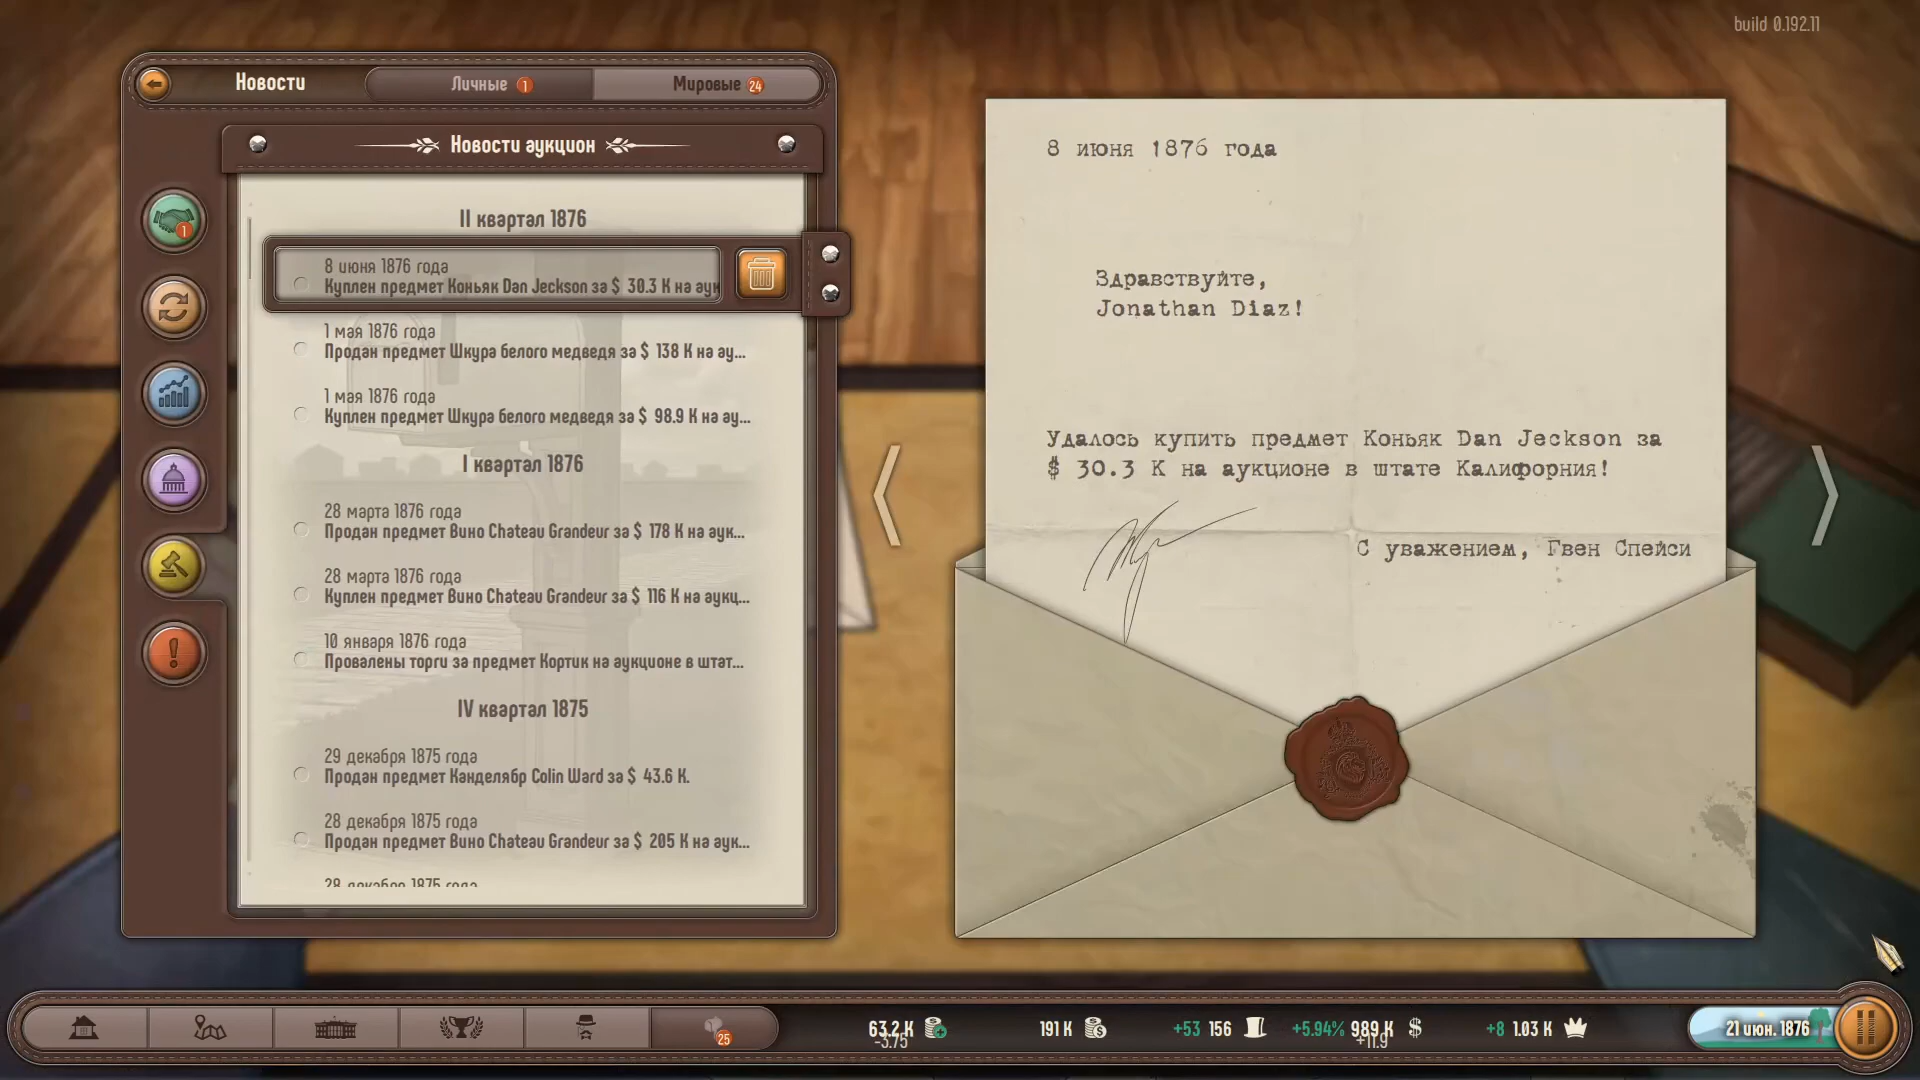 build 0.192.11
Новости
Личные 1
Мировые 24
Новости аукцион
1
II квартал 1876
8 июня 1876 года
Куплен предмет Коньяк Dan Jeckson за $ 30.3 K на аук
1 мая 1876 года
Продан предмет Шкура белого медведя за $ 138 K на ау...
1 мая 1876 года
Куплен предмет Шкура белого медведя за $ 98.9 K на ау...
I квартал 1876
28 марта 1876 года
Продан предмет Вино Chateau Grandeur за $ 178 K на аук...
28 марта 1876 года
Куплен предмет Вино Chateau Grandeur за $ 116 K на аукц...
10 января 1876 года
Провалены торги за предмет Кортик на аукционе в штат...
IV квартал 1875
29 декабря 1875 года
Продан предмет Канделябр Colin Ward за $ 43.6 K.
28 декабря 1875 года
Продан предмет Вино Chateau Grandeur за $ 205 K на аук...
28 декабря 1875 года
8 июня 1876 года
Здравствуйте,
Jonathan Diaz!
Удалось купить предмет Коньяк Dan Jeckson за
$ 30.3 K на аукционе в штате Калифорния!
С уважением, Гвен Спейси
25
63.2 K
-3.75
191 K
+53 156
+5.94% 989 K $
+11.9
+8 1.03 K
21 июн. 1876